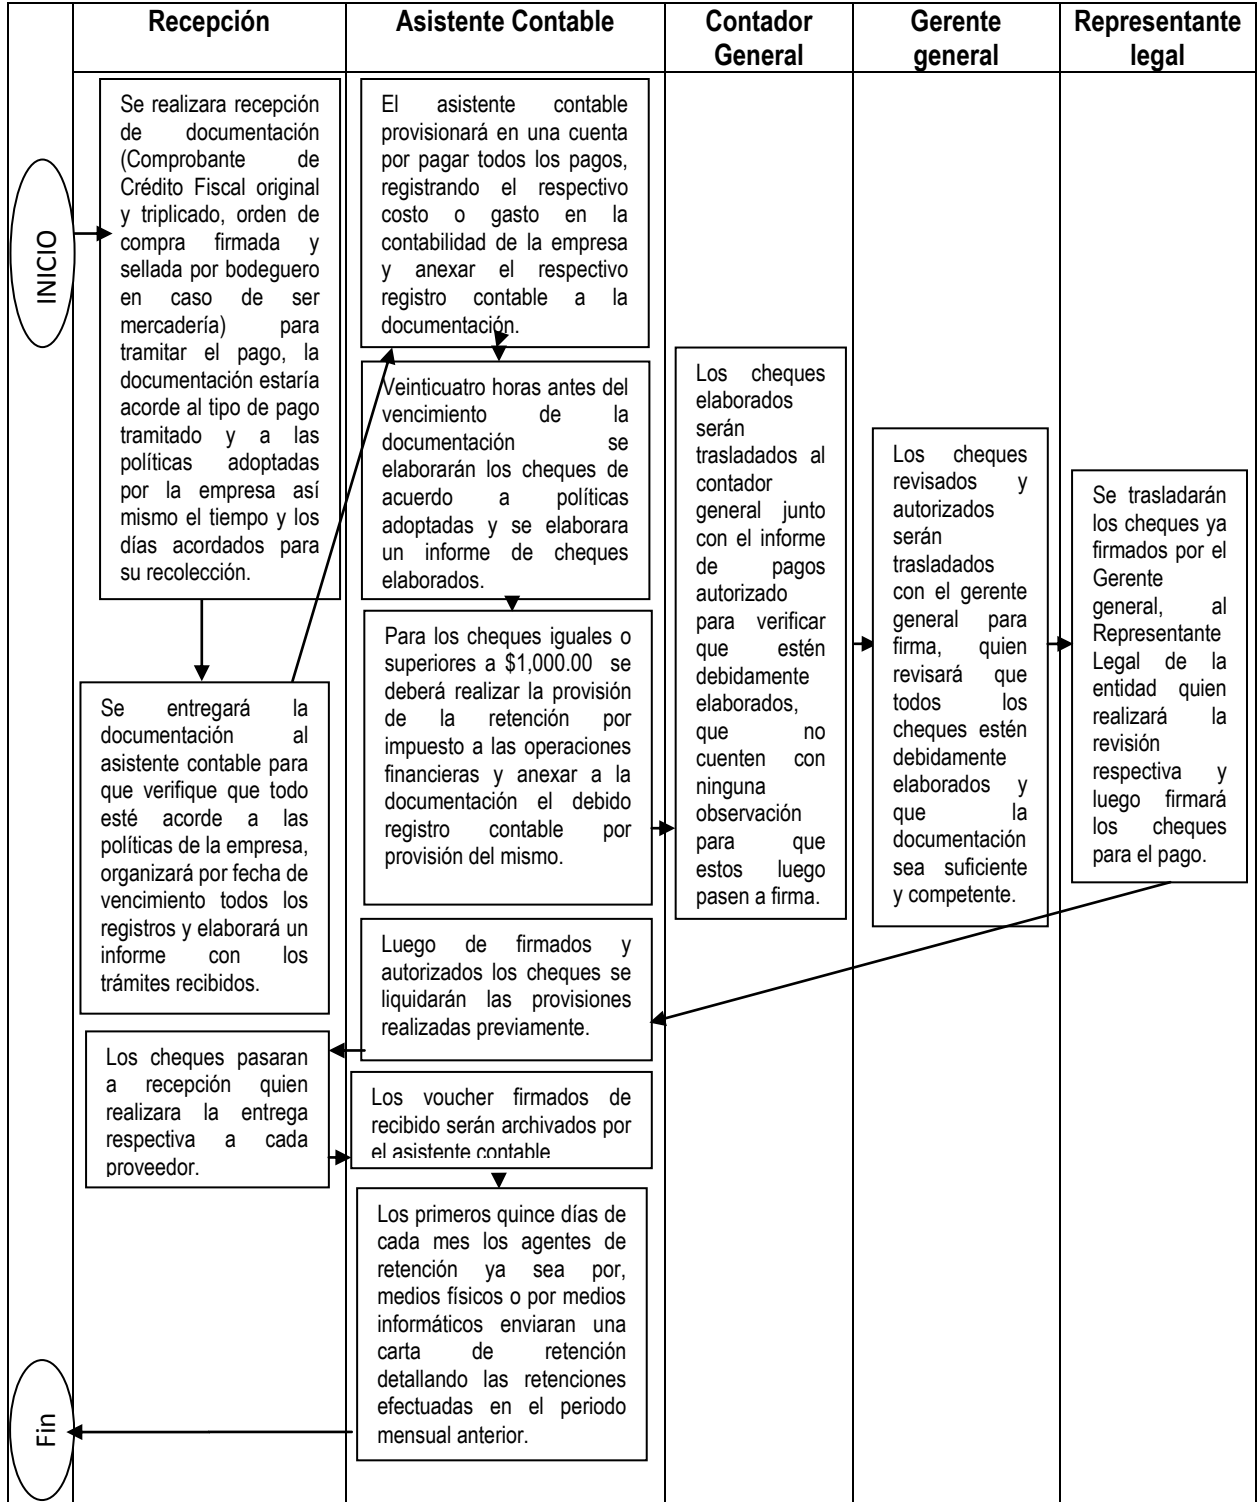 Recepción
Asistente Contable
Contador
General
Gerente
general
Representante
legal
INICIO
Se realizara recepción
de documentación
(Comprobante de
Crédito Fiscal original
y triplicado, orden de
compra firmada y
sellada por bodeguero
en caso de ser
mercadería) para
tramitar el pago, la
documentación estaría
acorde al tipo de pago
tramitado y a las
políticas adoptadas
por la empresa así
mismo el tiempo y los
días acordados para
su recolección.
Se entregará la
documentación al
asistente contable para
que verifique que todo
esté acorde a las
políticas de la empresa,
organizará por fecha de
vencimiento todos los
registros y elaborará un
informe con los
trámites recibidos.
El asistente contable
provisionará en una cuenta
por pagar todos los pagos,
registrando el respectivo
costo o gasto en la
contabilidad de la empresa
y anexar el respectivo
registro contable a la
documentación.
Veinticuatro horas antes del
vencimiento de la
documentación se
elaborarán los cheques de
acuerdo a políticas
adoptadas y se elaborara
un informe de cheques
elaborados.
Para los cheques iguales o
superiores a $1,000.00 se
deberá realizar la provisión
de la retención por
impuesto a las operaciones
financieras y anexar a la
documentación el debido
registro contable por
provisión del mismo.
Los cheques
elaborados
serán
trasladados al
contador
general junto
con el informe
de pagos
autorizado
para verificar
que estén
debidamente
elaborados,
que no
cuenten con
ninguna
observación
para que
estos luego
pasen a firma.
Los cheques
revisados y
autorizados
serán
trasladados
con el gerente
general para
firma, quien
revisará que
todos los
cheques estén
debidamente
elaborados y
que la
documentación
sea suficiente
y competente.
Se trasladarán
los cheques ya
firmados por el
Gerente
general, al
Representante
Legal de la
entidad quien
realizará la
revisión
respectiva y
luego firmará
los cheques
para el pago.
Luego de firmados y
autorizados los cheques se
liquidarán las provisiones
realizadas previamente.
Los cheques pasaran
a recepción quien
realizara la entrega
respectiva a cada
proveedor.
Los voucher firmados de
recibido serán archivados por
el asistente contable
Los primeros quince días de
cada mes los agentes de
retención ya sea por,
medios físicos o por medios
informáticos enviaran una
carta de retención
detallando las retenciones
efectuadas en el periodo
mensual anterior.
Fin